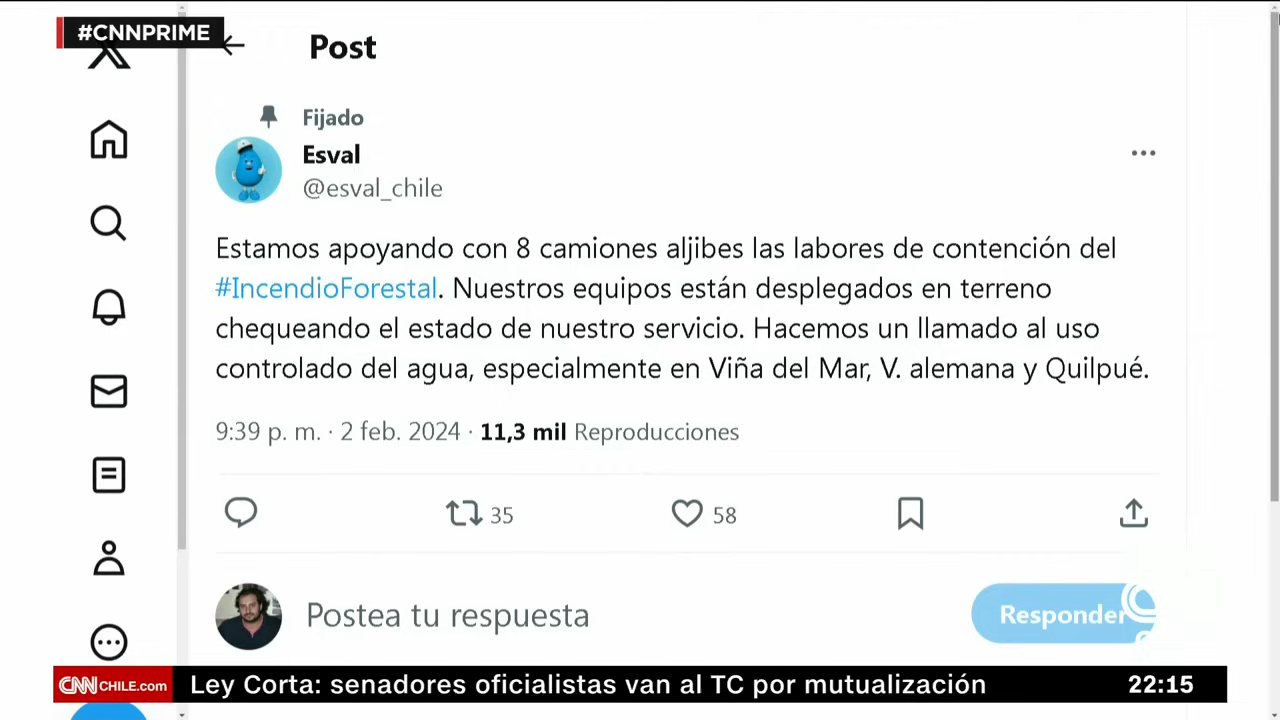 #CNNPRIME
Post
Fijado
Esval
@esval_chile
Estamos apoyando con 8 camiones aljibes las labores de contención del
#IncendioForestal. Nuestros equipos están desplegados en terreno
chequeando el estado de nuestro servicio. Hacemos un llamado al uso
controlado del agua, especialmente en Viña del Mar, V. alemana y Quilpué.
9:39 p. m. · 2 feb. 2024 · 11,3 mil Reproducciones
35 58
Postea tu respuesta Responder
CNNCHILE.com Ley Corta: senadores oficialistas van al TC por mutualización 22:15